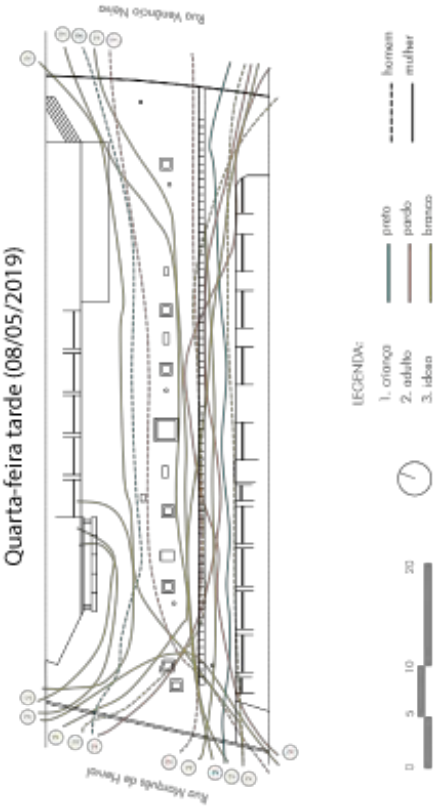 Quarta-feira tarde (08/05/2019)
Rua Venâncio Neiva
Rua Marquês do Herval
LEGENDA:
1. criança
2. adulto
3. idoso
preto
pardo
branco
homem
mulher
0 5 10 20